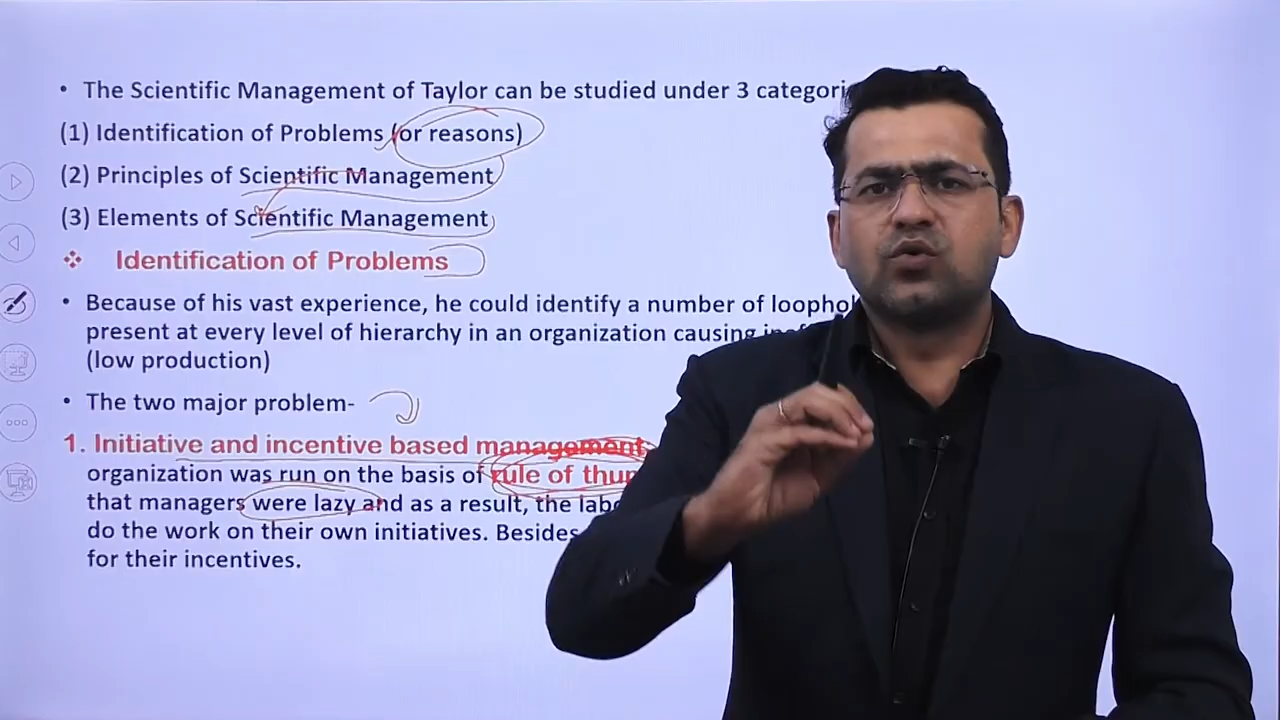 • The Scientific Management of Taylor can be studied under 3
(1) Identification of Problems (or reasons)
(2) Principles of Scientific Management
(3) Elements of Scientific Management
❖ Identification of Problems
• Because of his vast experience, he could identify a number of
present at every level of hierarchy in an organization causing
(low production)
• The two major problem-
1. Initiative and incentive based management
organization was run on the basis of rule of
that managers were lazy and as a result, the
do the work on their own initiatives. Besides
for their incentives.